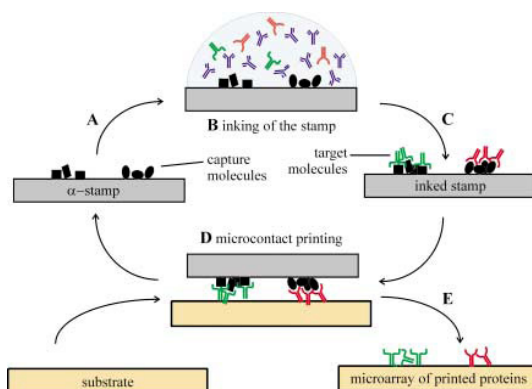 A
B inking of the stamp
C
capture
molecules
target
molecules
α-stamp
inked stamp
D microcontact printing
E
substrate
microarray of printed proteins